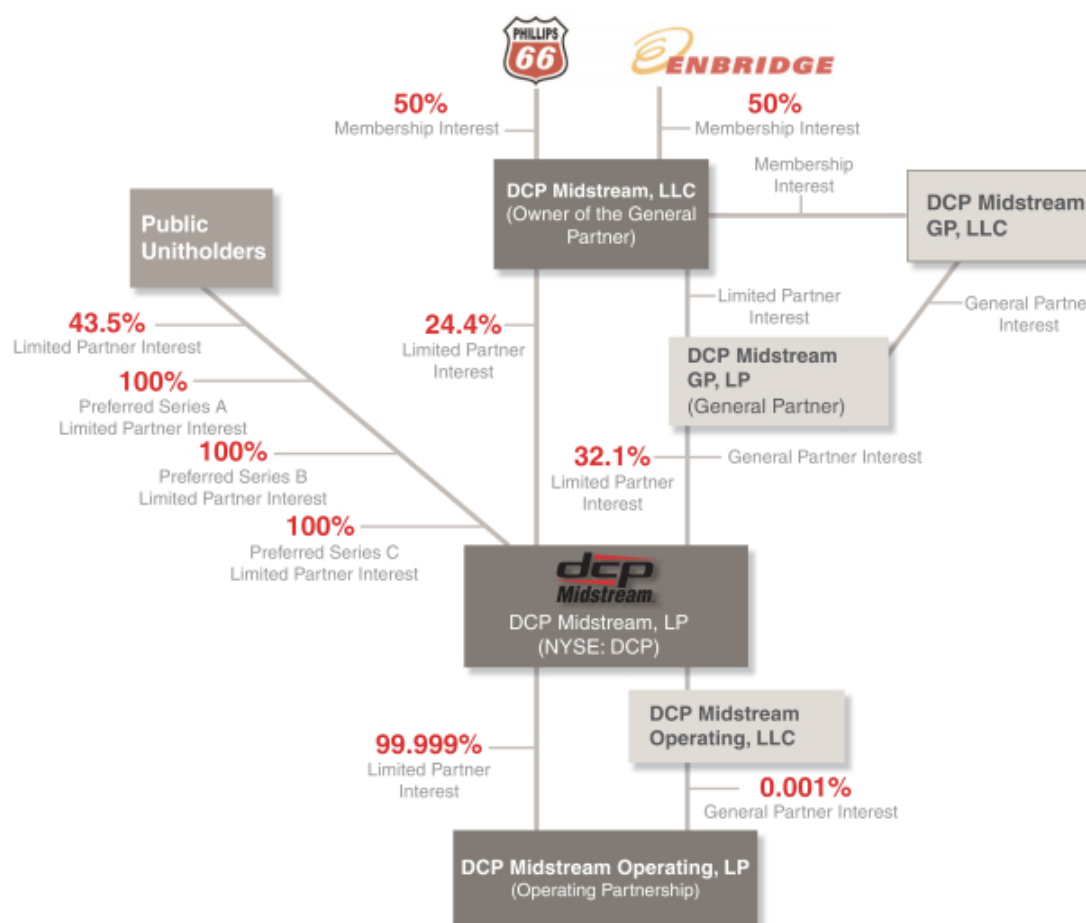 PHILLIPS
66
ENBRIDGE
50%
Membership Interest
50%
Membership Interest
Membership
Interest
DCP Midstream, LLC
(Owner of the General
Partner)
DCP Midstream
GP, LLC
Public
Unitholders
43.5%
Limited Partner Interest
24.4%
Limited Partner
Interest
Limited Partner
Interest
General Partner
Interest
DCP Midstream
GP, LP
(General Partner)
100%
Preferred Series A
Limited Partner Interest
100%
Preferred Series B
Limited Partner Interest
32.1%
Limited Partner
Interest
General Partner Interest
100%
Preferred Series C
Limited Partner Interest
dcp
Midstream
DCP Midstream, LP
(NYSE: DCP)
DCP Midstream
Operating, LLC
99.999%
Limited Partner
Interest
0.001%
General Partner Interest
DCP Midstream Operating, LP
(Operating Partnership)